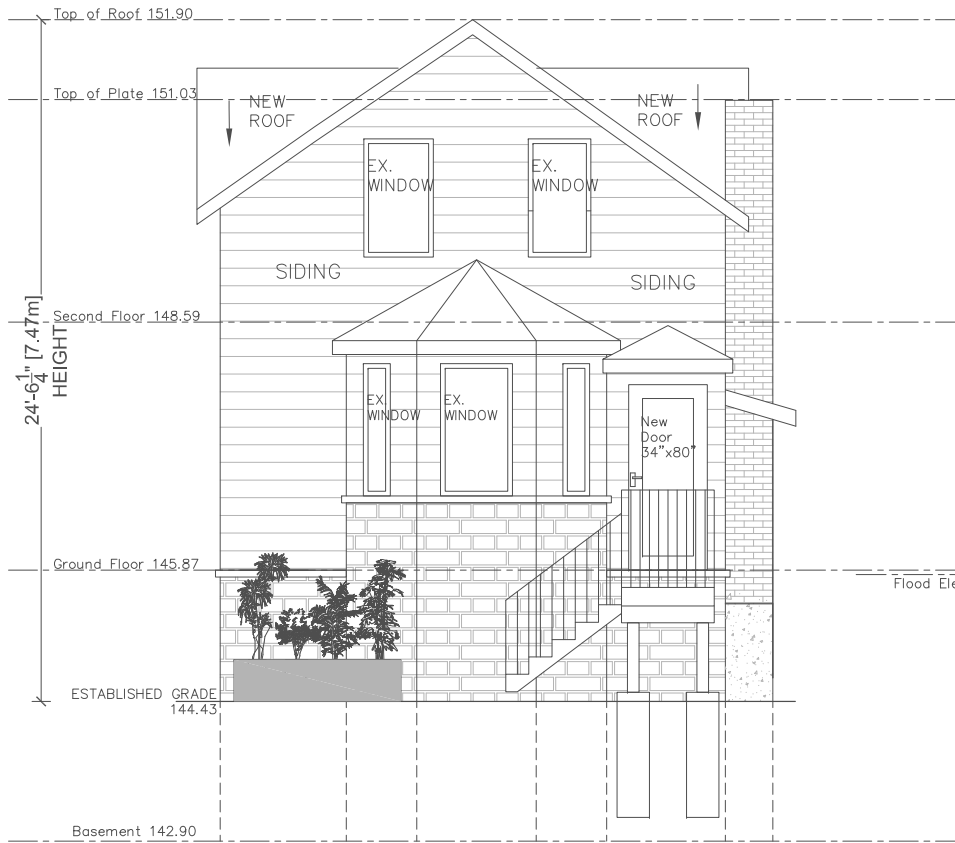 Top of Roof 151.90
Top of Plate 151.03
NEW
ROOF
NEW
ROOF
EX.
WINDOW
EX.
WINDOW
SIDING
SIDING
Second Floor 148.59
24'-6 1/4" [7.47m]
HEIGHT
EX.
WINDOW
EX.
WINDOW
New
Door
34"x80"
Ground Floor 145.87
Flood Ele
ESTABLISHED GRADE
144.43
Basement 142.90